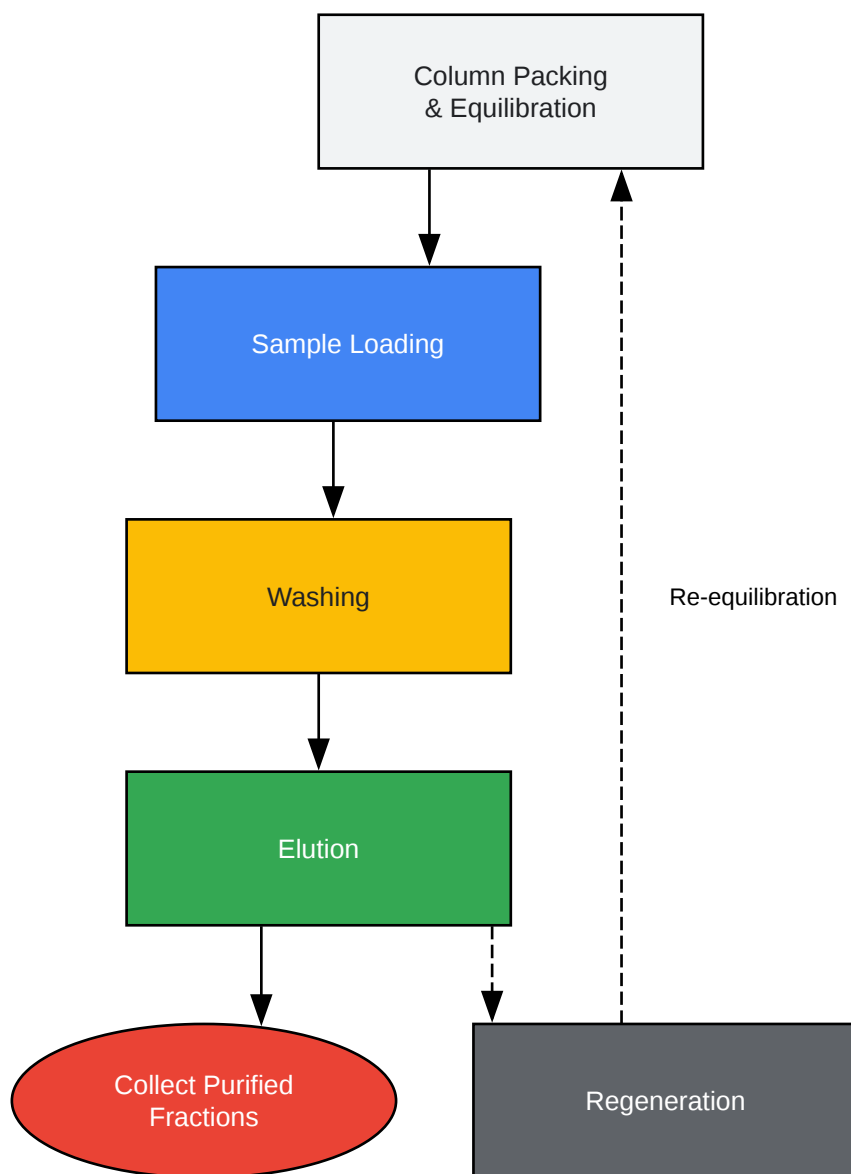 Column Packing
& Equilibration
Sample Loading
Washing
Re-equilibration
Elution
Collect Purified
Fractions
Regeneration